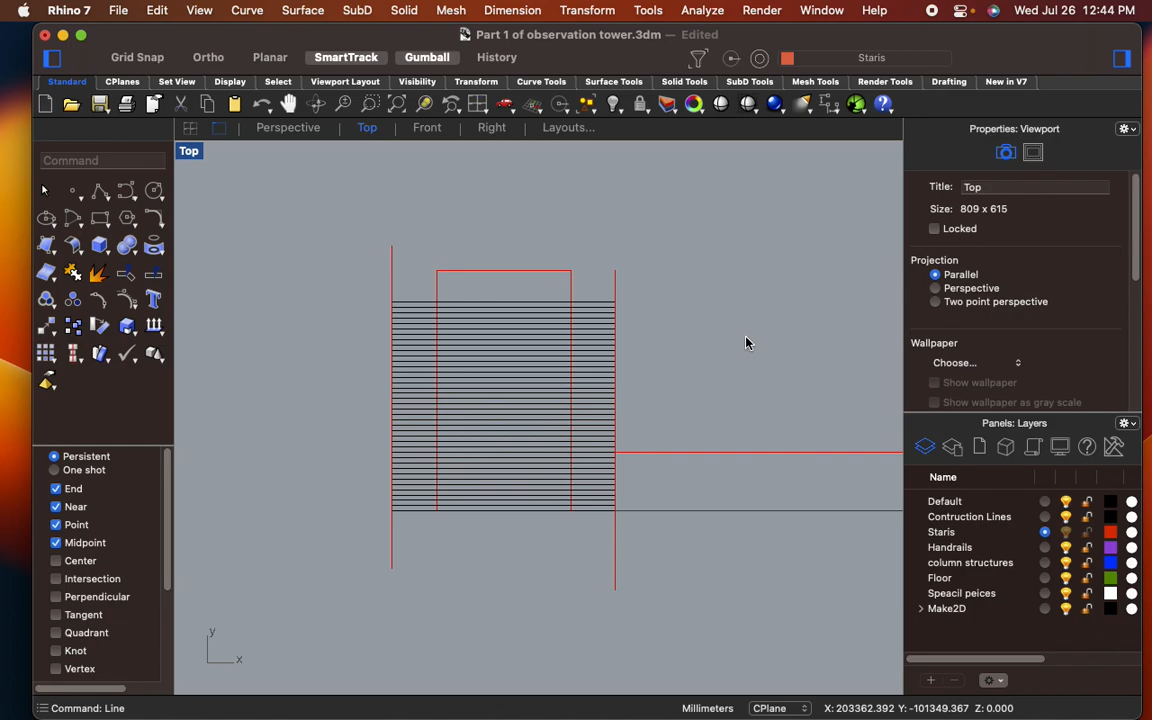 Rhino 7 File Edit View Curve Surface SubD Solid Mesh Dimension Transform Tools Analyze Render Window Help Wed Jul 26 12:44 PM
Part 1 of observation tower.3dm — Edited
Grid Snap Ortho Planar SmartTrack Gumball History Staris
Standard CPlanes Set View Display Select Viewport Layout Visibility Transform Curve Tools Surface Tools Solid Tools SubD Tools Mesh Tools Render Tools Drafting New in V7
Perspective Top Front Right Layouts... Properties: Viewport
Command
Top
Title: Top
Size: 809 x 615
Locked
Projection
Parallel
Perspective
Two point perspective
Wallpaper
Choose...
Show wallpaper
Show wallpaper as gray scale
Panels: Layers
Name
Default
Contruction Lines
Staris
Handrails
column structures
Floor
Speacil peices
Make2D
Persistent
One shot
End
Near
Point
Midpoint
Center
Intersection
Perpendicular
Tangent
Quadrant
Knot
Vertex
y
x
Command: Line Millimeters CPlane X: 203362.392 Y: -101349.367 Z: 0.000